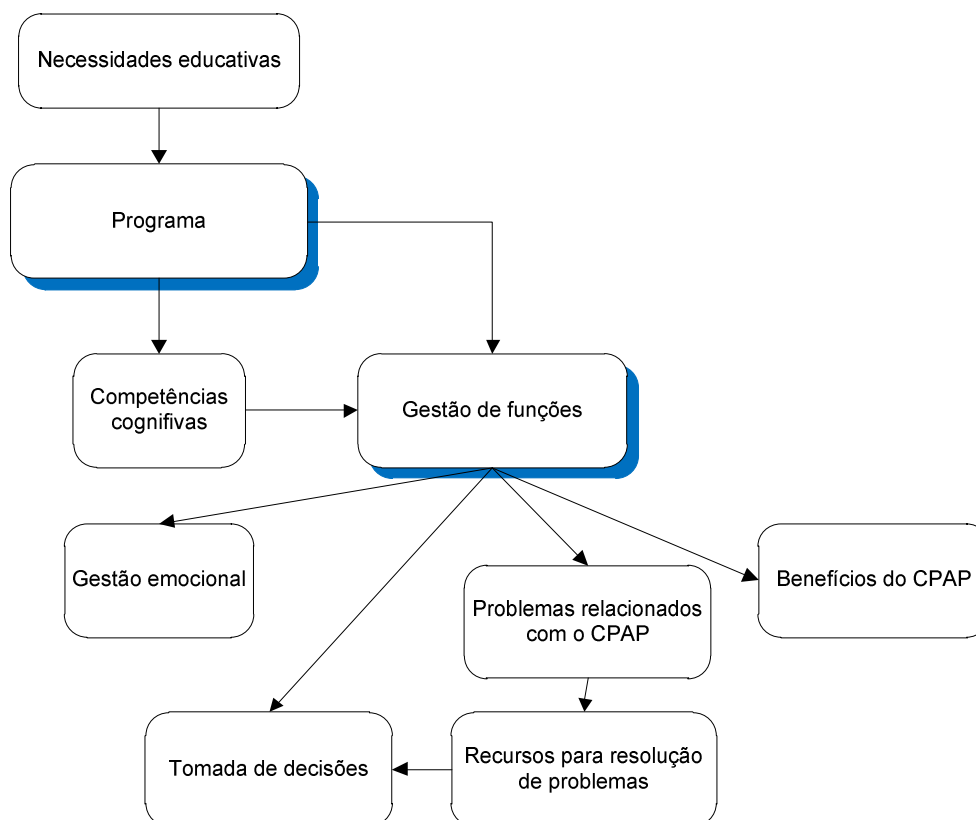 Necessidades educativas
Programa
Competências
cognifivas
Gestão de funções
Gestão emocional
Problemas relacionados
com o CPAP
Benefícios do CPAP
Tomada de decisões
Recursos para resolução
de problemas